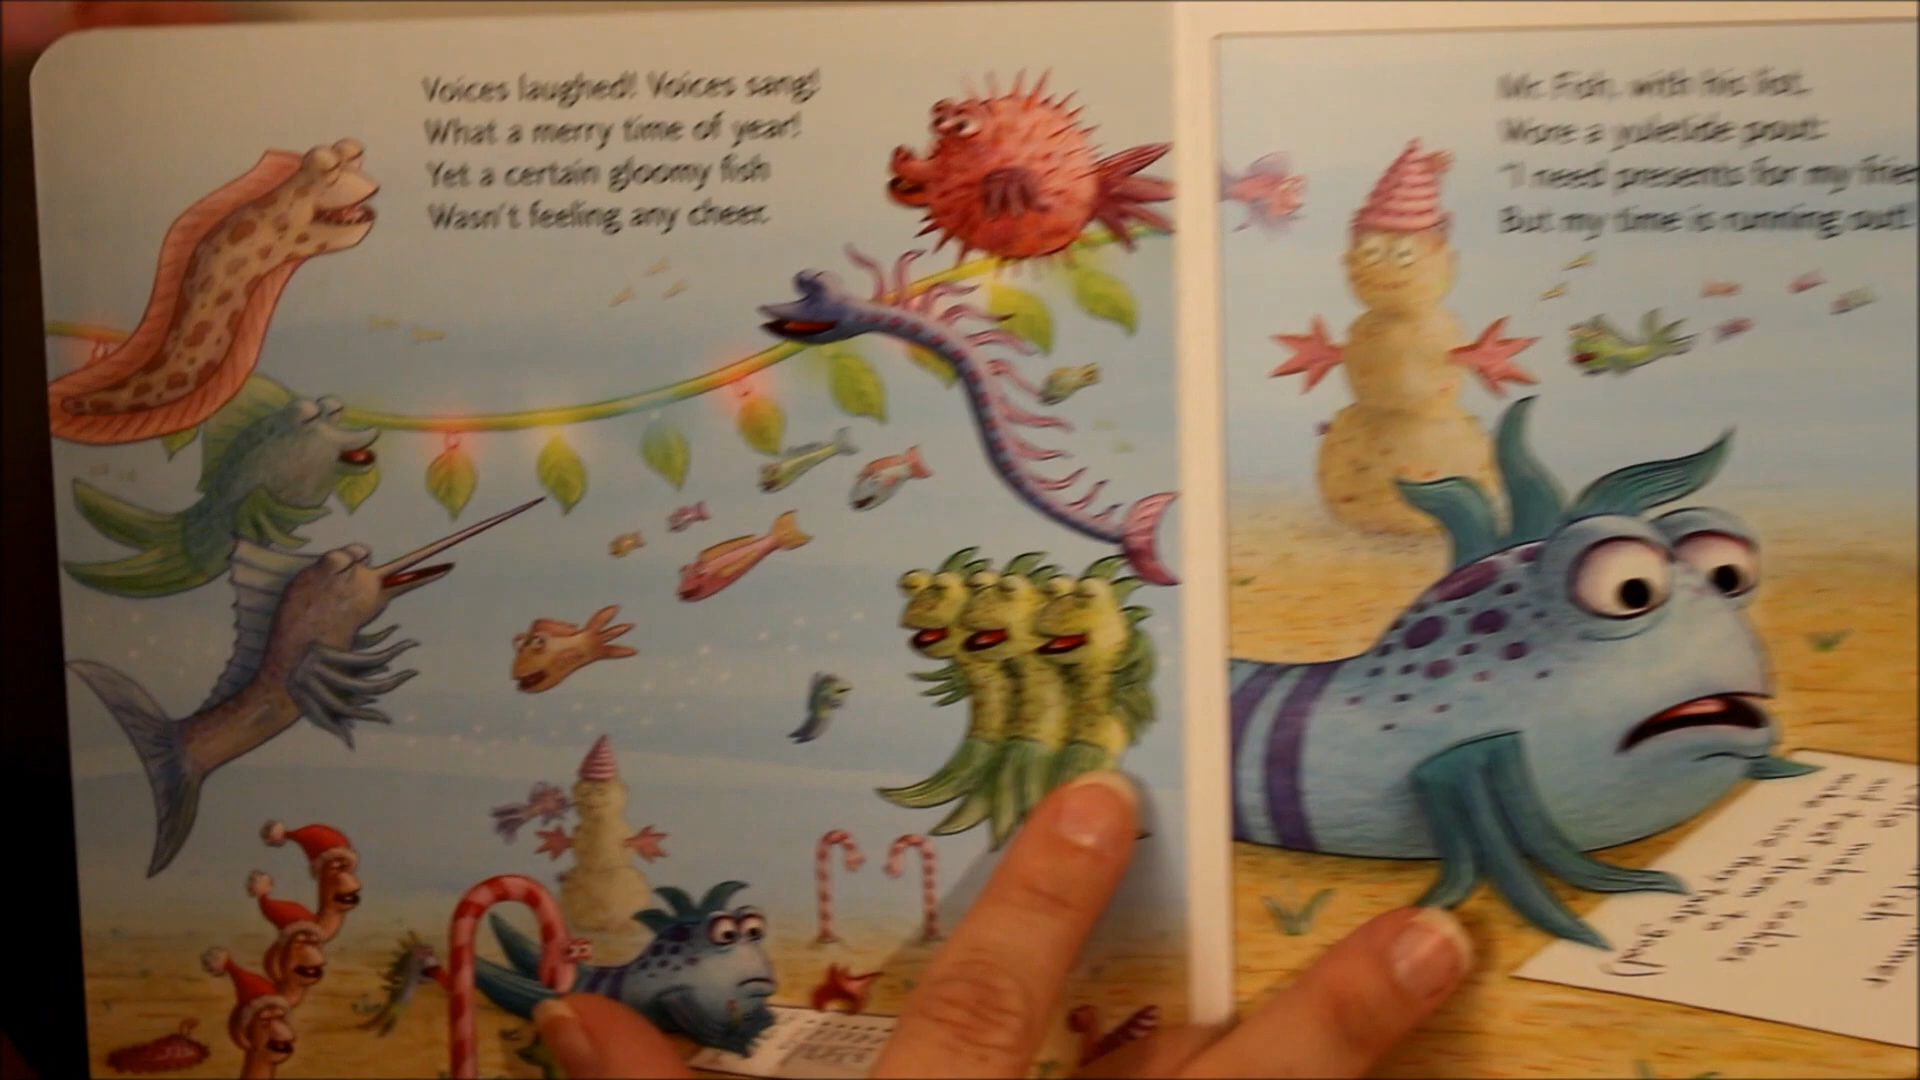 Voices laughed! Voices sang!
What a merry time of year!
Yet a certain gloomy fish
Wasn't feeling any cheer.
Mr. Fish, with his list,
Wore a yuletide pout:
"I need presents for my
But my time is running out!